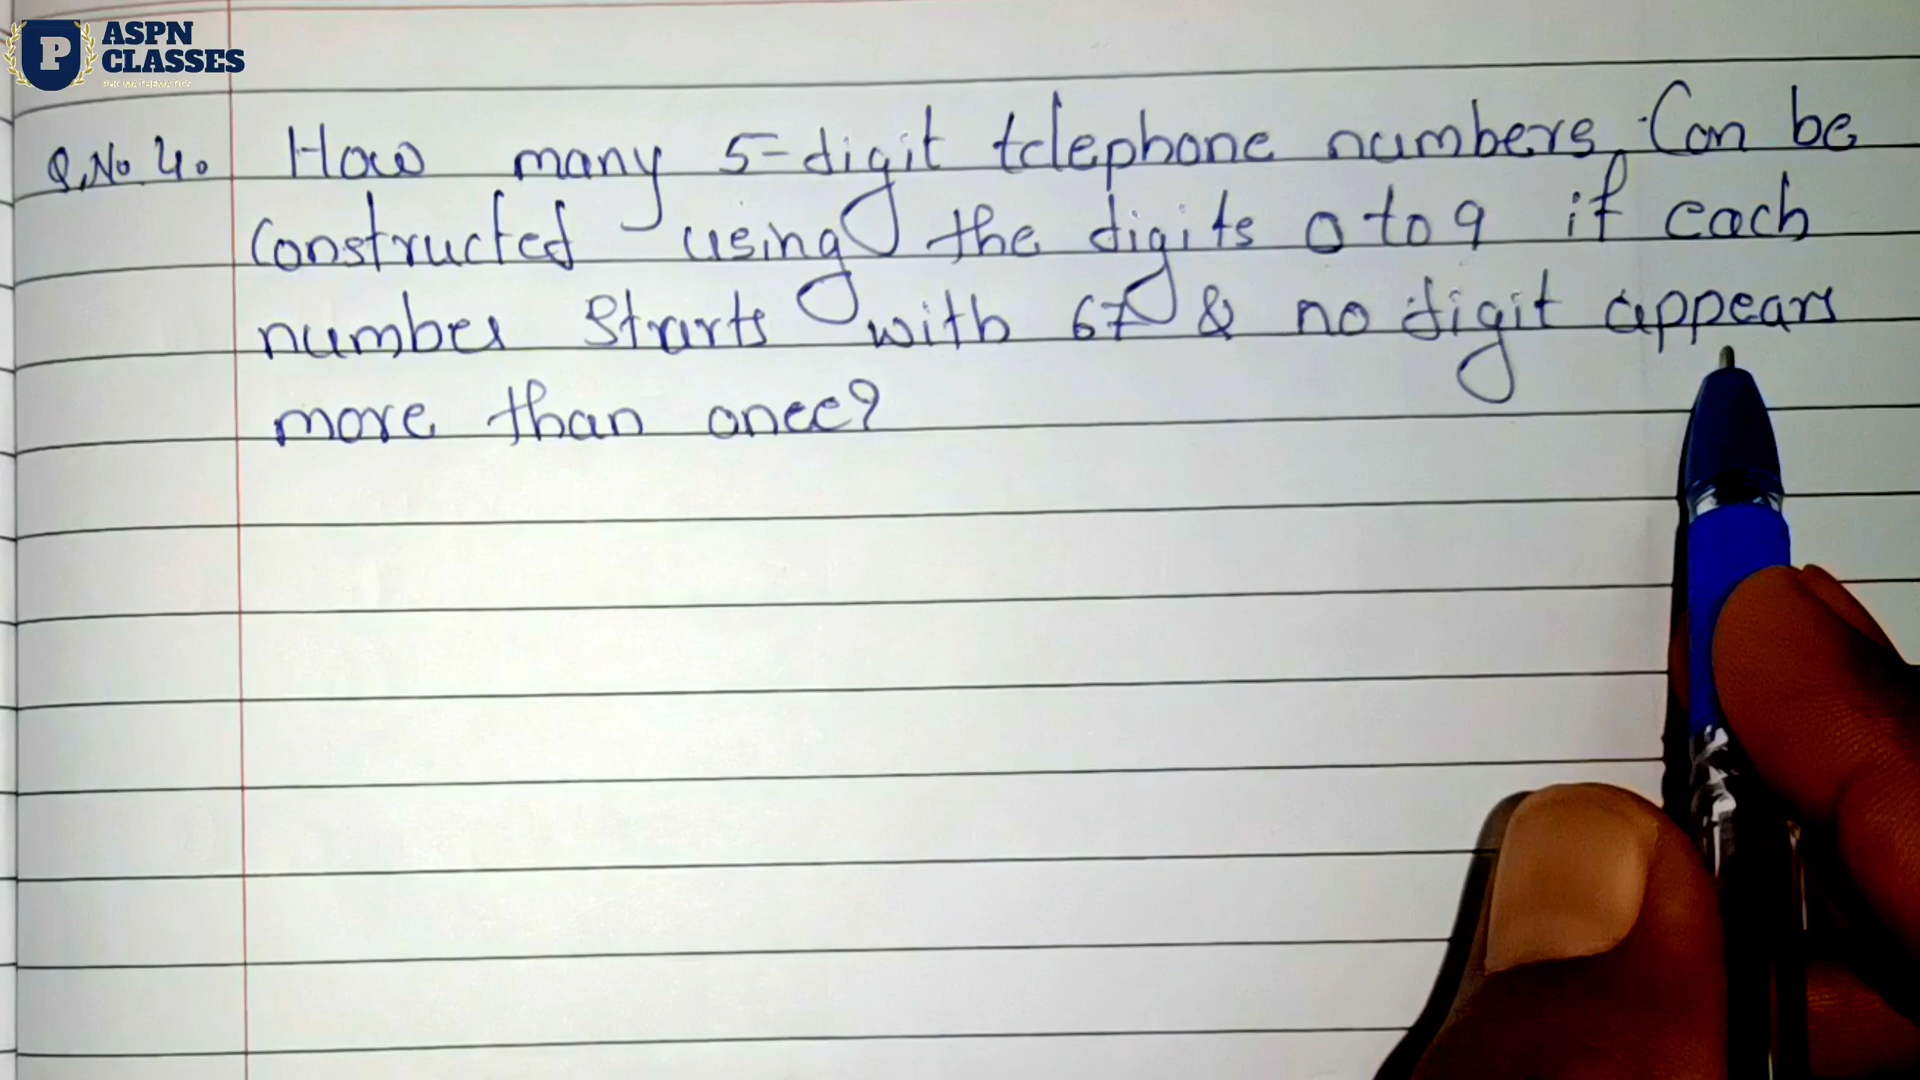 P ASPN
CLASSES
Q.No 4. How many 5-digit telephone numbers Can be
Constructed using the digits 0 to 9 if each
number Starts with 67 & no digit appears
more than once?